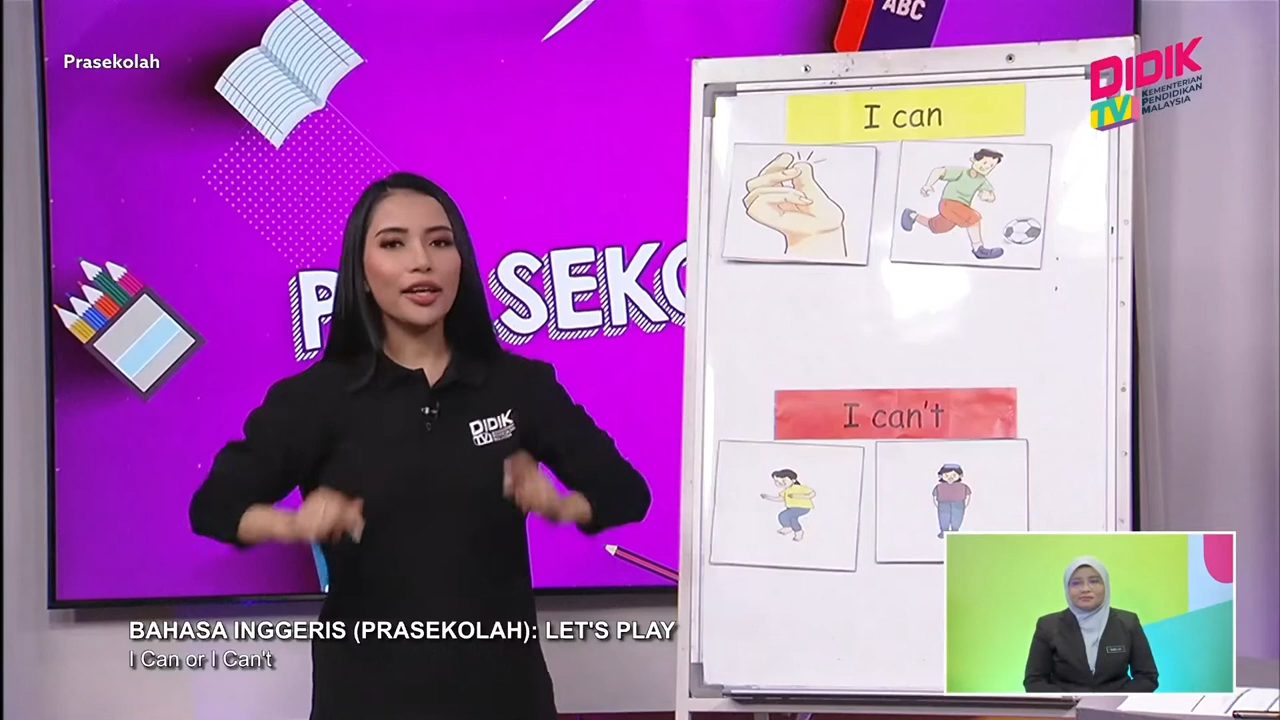 Prasekolah
ABC
DIDIK
TV
KEMENTERIAN
PENDIDIKAN
MALAYSIA
I can
SEKO
I can't
DIDIK
TV
BAHASA INGGERIS (PRASEKOLAH): LET'S PLAY
I Can or I Can't